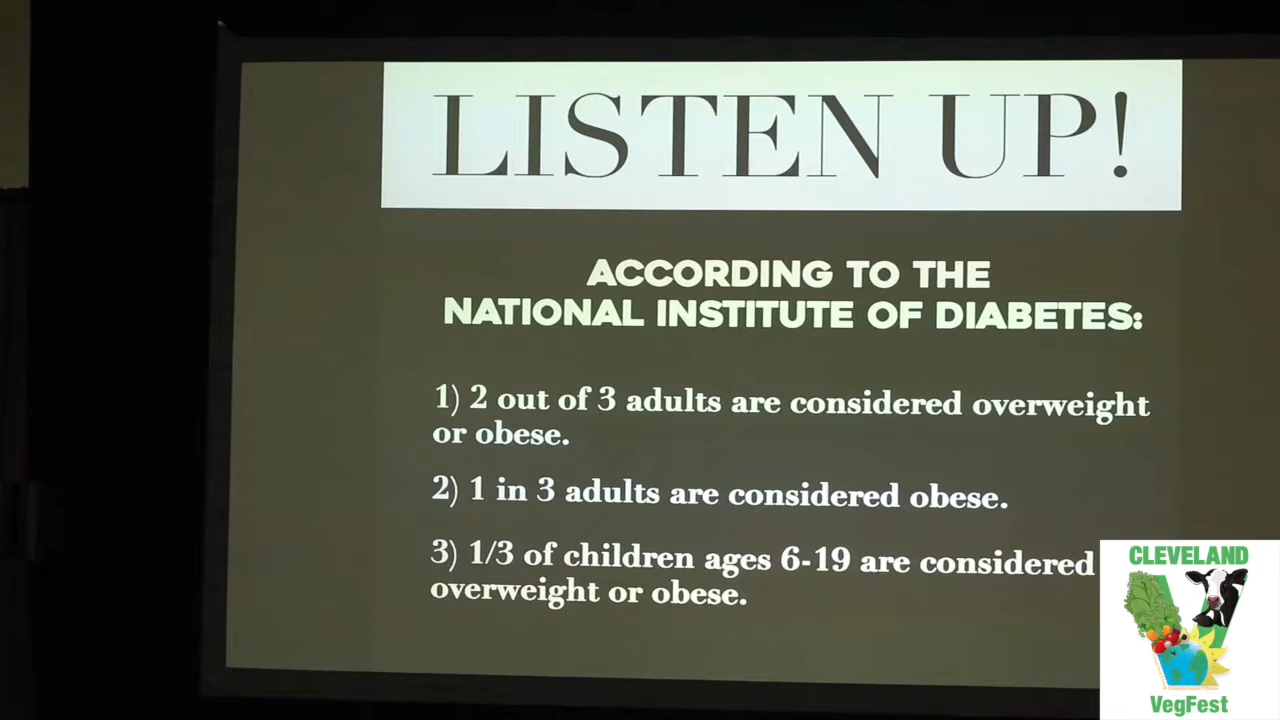 LISTEN UP!
ACCORDING TO THE
NATIONAL INSTITUTE OF DIABETES:
1) 2 out of 3 adults are considered overweight
or obese.
2) 1 in 3 adults are considered obese.
3) 1/3 of children ages 6-19 are considered
overweight or obese.
CLEVELAND
VegFest